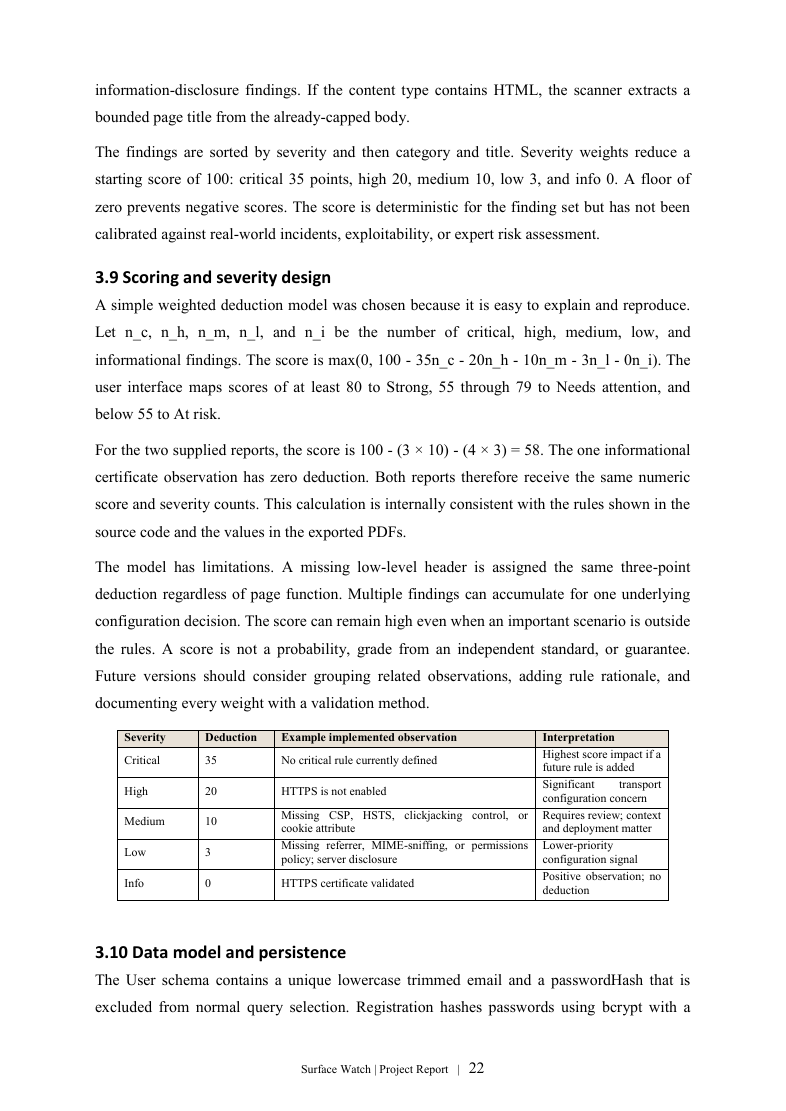 information-disclosure findings. If the content type contains HTML, the scanner extracts a
bounded page title from the already-capped body.
The findings are sorted by severity and then category and title. Severity weights reduce a
starting score of 100: critical 35 points, high 20, medium 10, low 3, and info 0. A floor of
zero prevents negative scores. The score is deterministic for the finding set but has not been
calibrated against real-world incidents, exploitability, or expert risk assessment.
3.9 Scoring and severity design
A simple weighted deduction model was chosen because it is easy to explain and reproduce.
Let n_c, n_h, n_m, n_l, and n_i be the number of critical, high, medium, low, and
informational findings. The score is max(0, 100 - 35n_c - 20n_h - 10n_m - 3n_l - 0n_i). The
user interface maps scores of at least 80 to Strong, 55 through 79 to Needs attention, and
below 55 to At risk.
For the two supplied reports, the score is 100 - (3 × 10) - (4 × 3) = 58. The one informational
certificate observation has zero deduction. Both reports therefore receive the same numeric
score and severity counts. This calculation is internally consistent with the rules shown in the
source code and the values in the exported PDFs.
The model has limitations. A missing low-level header is assigned the same three-point
deduction regardless of page function. Multiple findings can accumulate for one underlying
configuration decision. The score can remain high even when an important scenario is outside
the rules. A score is not a probability, grade from an independent standard, or guarantee.
Future versions should consider grouping related observations, adding rule rationale, and
documenting every weight with a validation method.
Severity Deduction Example implemented observation Interpretation
Critical 35 No critical rule currently defined Highest score impact if a
future rule is added
High 20 HTTPS is not enabled Significant transport
configuration concern
Medium 10 Missing CSP, HSTS, clickjacking control, or
cookie attribute
Requires review; context
and deployment matter
Low 3 Missing referrer, MIME-sniffing, or permissions
policy; server disclosure
Lower-priority
configuration signal
Info 0 HTTPS certificate validated Positive observation; no
deduction
3.10 Data model and persistence
The User schema contains a unique lowercase trimmed email and a passwordHash that is
excluded from normal query selection. Registration hashes passwords using bcrypt with a
Surface Watch | Project Report | 22